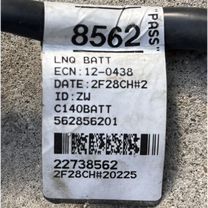 8562
"PASS"
LNQ BATT
ECN:12-0438
DATE:2F28CH#2
ID:ZW
C140BATT
562856201
22738562
2F28CH#20225